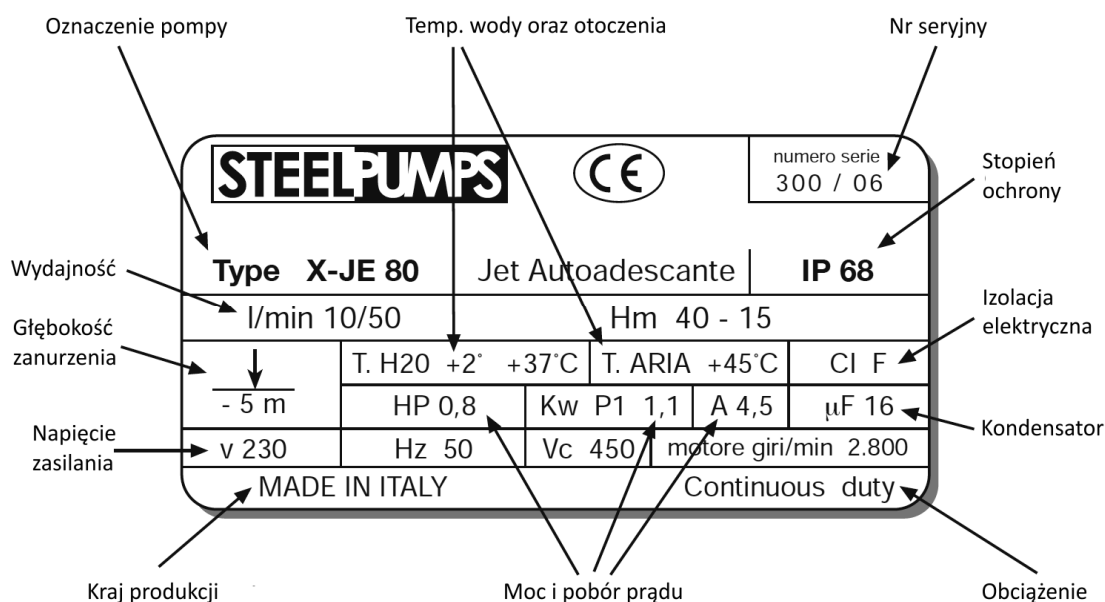 Oznaczenie pompy
Temp. wody oraz otoczenia
Nr seryjny
STEELPUMPS
CE
numero serie
300 / 06
Stopień
ochrony
Type X-JE 80 Jet Autoadescante IP 68
Wydajność
l/min 10/50 Hm 40 - 15
Izolacja
elektryczna
Głębokość
zanurzenia
T. H20 +2° +37°C T. ARIA +45°C Cl F
- 5 m HP 0,8 Kw P1 1,1 A 4,5 µF 16
Kondensator
Napięcie
zasilania
v 230 Hz 50 Vc 450 motore giri/min 2.800
MADE IN ITALY Continuous duty
Kraj produkcji
Moc i pobór prądu
Obciążenie